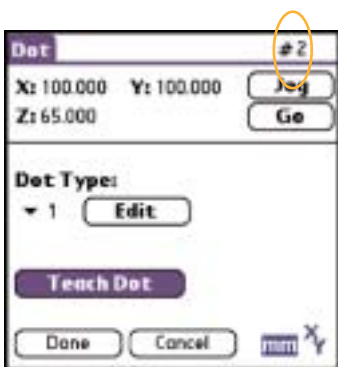 Dot #2
X: 100.000 Y: 100.000 Jog
Z: 65.000 Go
Dot Type:
1 Edit
Teach Dot
Done Cancel mm X Y